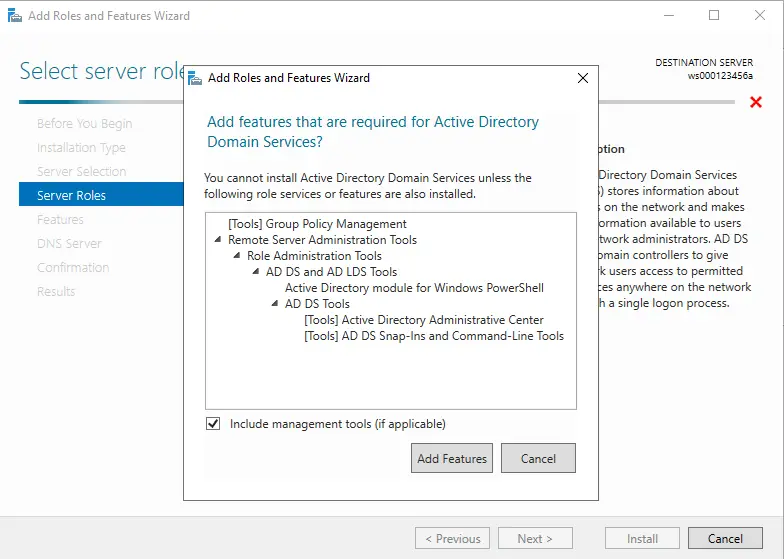 Add Roles and Features Wizard
Select server role
DESTINATION SERVER
ws000123456a
Before You Begin
Installation Type
Server Selection
Server Roles
Features
DNS Server
Confirmation
Results
Add Roles and Features Wizard
Add features that are required for Active Directory
Domain Services?
You cannot install Active Directory Domain Services unless the
following role services or features are also installed.
[Tools] Group Policy Management
Remote Server Administration Tools
Role Administration Tools
AD DS and AD LDS Tools
Active Directory module for Windows PowerShell
AD DS Tools
[Tools] Active Directory Administrative Center
[Tools] AD DS Snap-Ins and Command-Line Tools
Include management tools (if applicable)
Add Features
Cancel
ption
Directory Domain Services
) stores information about
s on the network and makes
ormation available to users
twork administrators. AD DS
omain controllers to give
k users access to permitted
ces anywhere on the network
h a single logon process.
< Previous
Next >
Install
Cancel